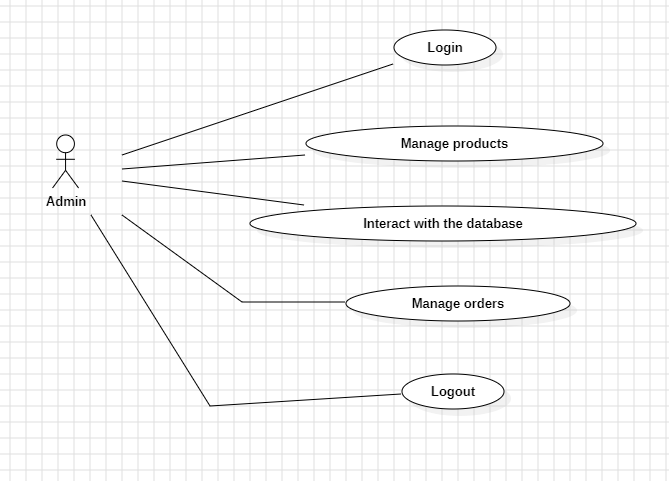 Login
Manage products
Admin
Interact with the database
Manage orders
Logout